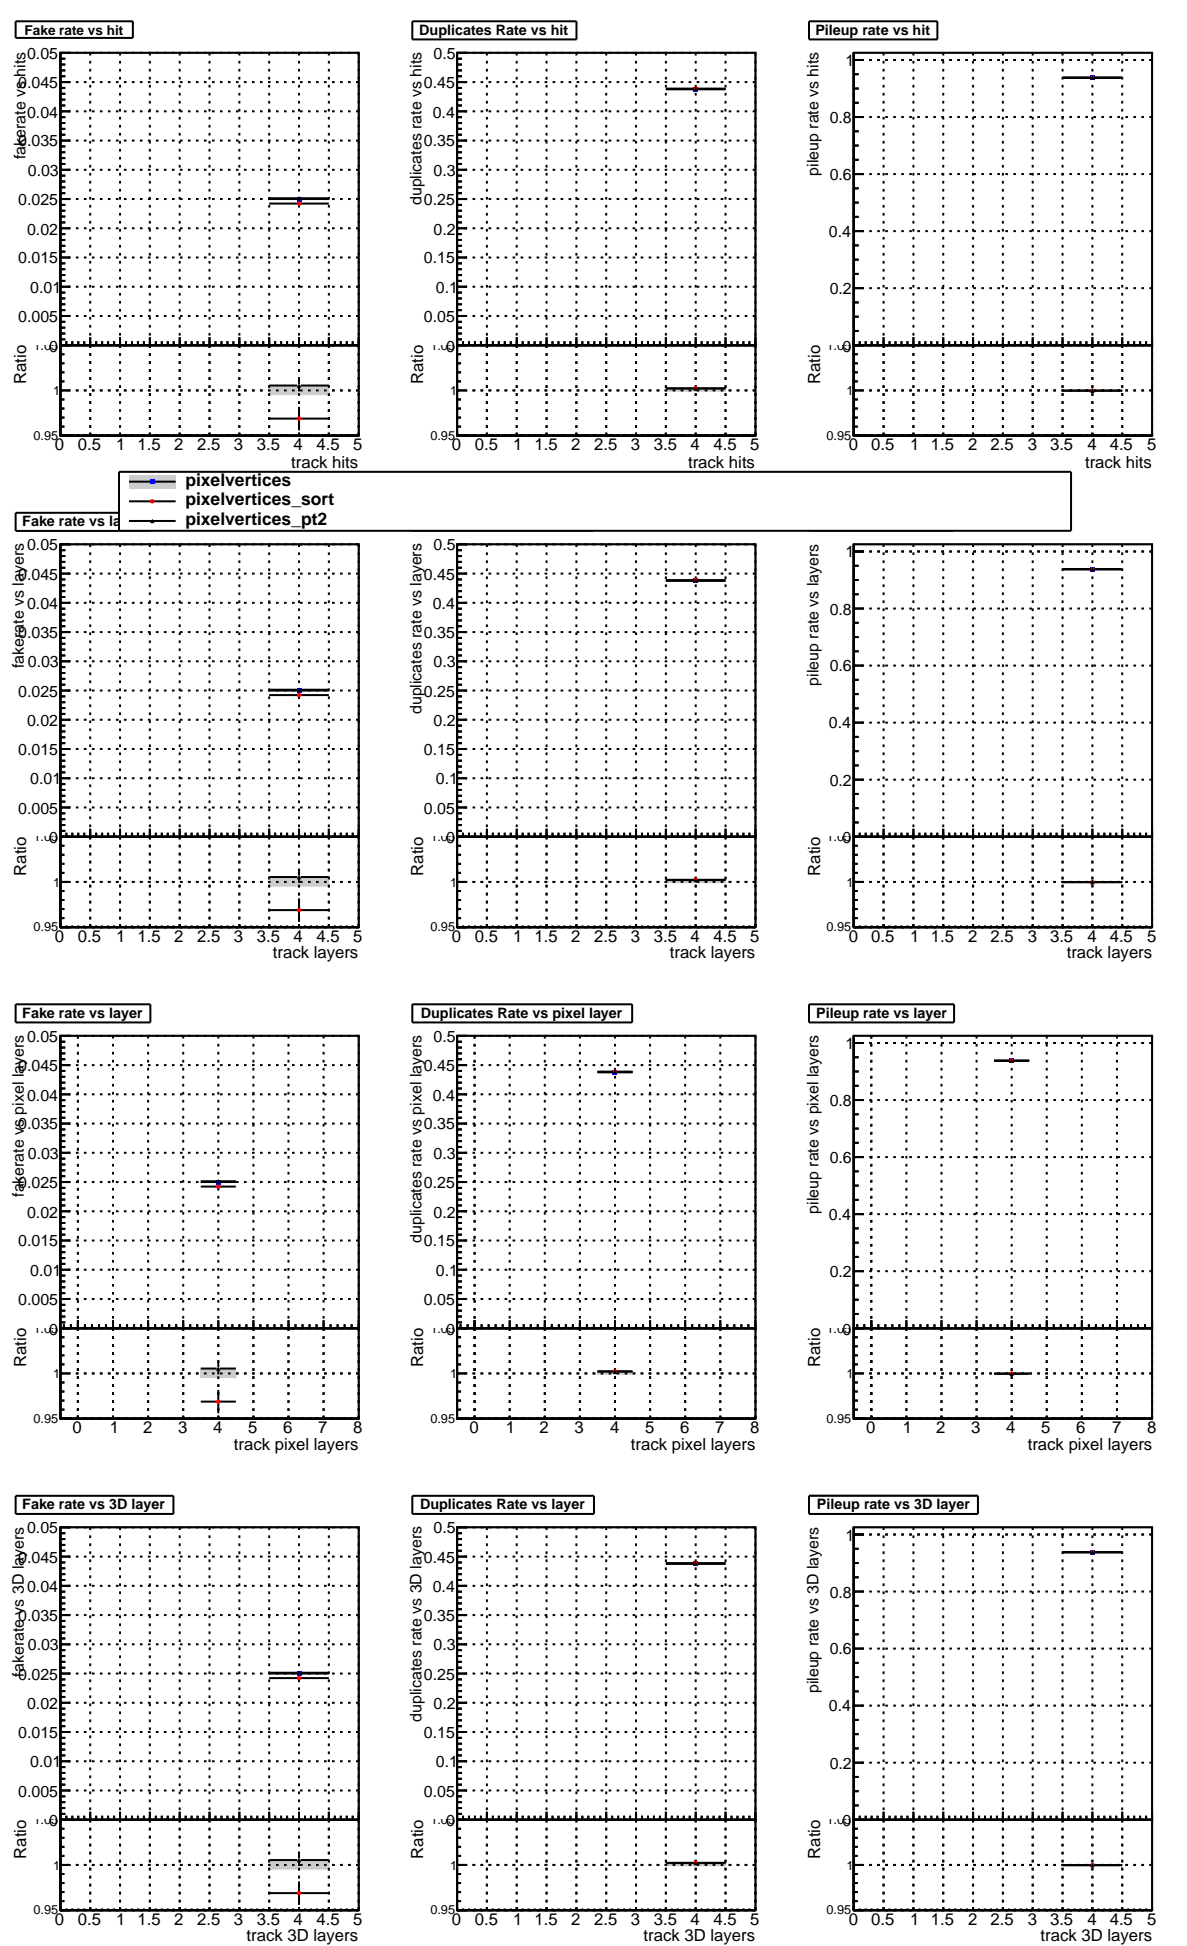 Fake rate vs hit
fakerate vs hits
0.05
0.045
0.04
0.035
0.03
0.025
0.02
0.015
0.01
0.005
0
Ratio
1
0.95
0 0.5 1 1.5 2 2.5 3 3.5 4 4.5 5
track hits
Duplicates Rate vs hit
duplicates rate vs hits
0.5
0.45
0.4
0.35
0.3
0.25
0.2
0.15
0.1
0.05
0
Ratio
1
0.95
0 0.5 1 1.5 2 2.5 3 3.5 4 4.5 5
track hits
Pileup rate vs hit
pileup rate vs hits
1
0.8
0.6
0.4
0.2
0
Ratio
1
0.95
0 0.5 1 1.5 2 2.5 3 3.5 4 4.5 5
track hits
pixelvertices
pixelvertices_sort
pixelvertices_pt2
Fake rate vs la
fakerate vs layers
0.05
0.045
0.04
0.035
0.03
0.025
0.02
0.015
0.01
0.005
0
Ratio
1
0.95
0 0.5 1 1.5 2 2.5 3 3.5 4 4.5 5
track layers
duplicates rate vs layers
0.5
0.45
0.4
0.35
0.3
0.25
0.2
0.15
0.1
0.05
0
Ratio
1
0.95
0 0.5 1 1.5 2 2.5 3 3.5 4 4.5 5
track layers
pileup rate vs layers
1
0.8
0.6
0.4
0.2
0
Ratio
1
0.95
0 0.5 1 1.5 2 2.5 3 3.5 4 4.5 5
track layers
Fake rate vs layer
fakerate vs pixel layers
0.05
0.045
0.04
0.035
0.03
0.025
0.02
0.015
0.01
0.005
0
Ratio
1
0.95
0 1 2 3 4 5 6 7 8
track pixel layers
Duplicates Rate vs pixel layer
duplicates rate vs pixel layers
0.5
0.45
0.4
0.35
0.3
0.25
0.2
0.15
0.1
0.05
0
Ratio
1
0.95
0 1 2 3 4 5 6 7 8
track pixel layers
Pileup rate vs layer
pileup rate vs pixel layers
1
0.8
0.6
0.4
0.2
0
Ratio
1
0.95
0 1 2 3 4 5 6 7 8
track pixel layers
Fake rate vs 3D layer
fakerate vs 3D layers
0.05
0.045
0.04
0.035
0.03
0.025
0.02
0.015
0.01
0.005
0
Ratio
1
0.95
0 0.5 1 1.5 2 2.5 3 3.5 4 4.5 5
track 3D layers
Duplicates Rate vs layer
duplicates rate vs 3D layers
0.5
0.45
0.4
0.35
0.3
0.25
0.2
0.15
0.1
0.05
0
Ratio
1
0.95
0 0.5 1 1.5 2 2.5 3 3.5 4 4.5 5
track 3D layers
Pileup rate vs 3D layer
pileup rate vs 3D layers
1
0.8
0.6
0.4
0.2
0
Ratio
1
0.95
0 0.5 1 1.5 2 2.5 3 3.5 4 4.5 5
track 3D layers